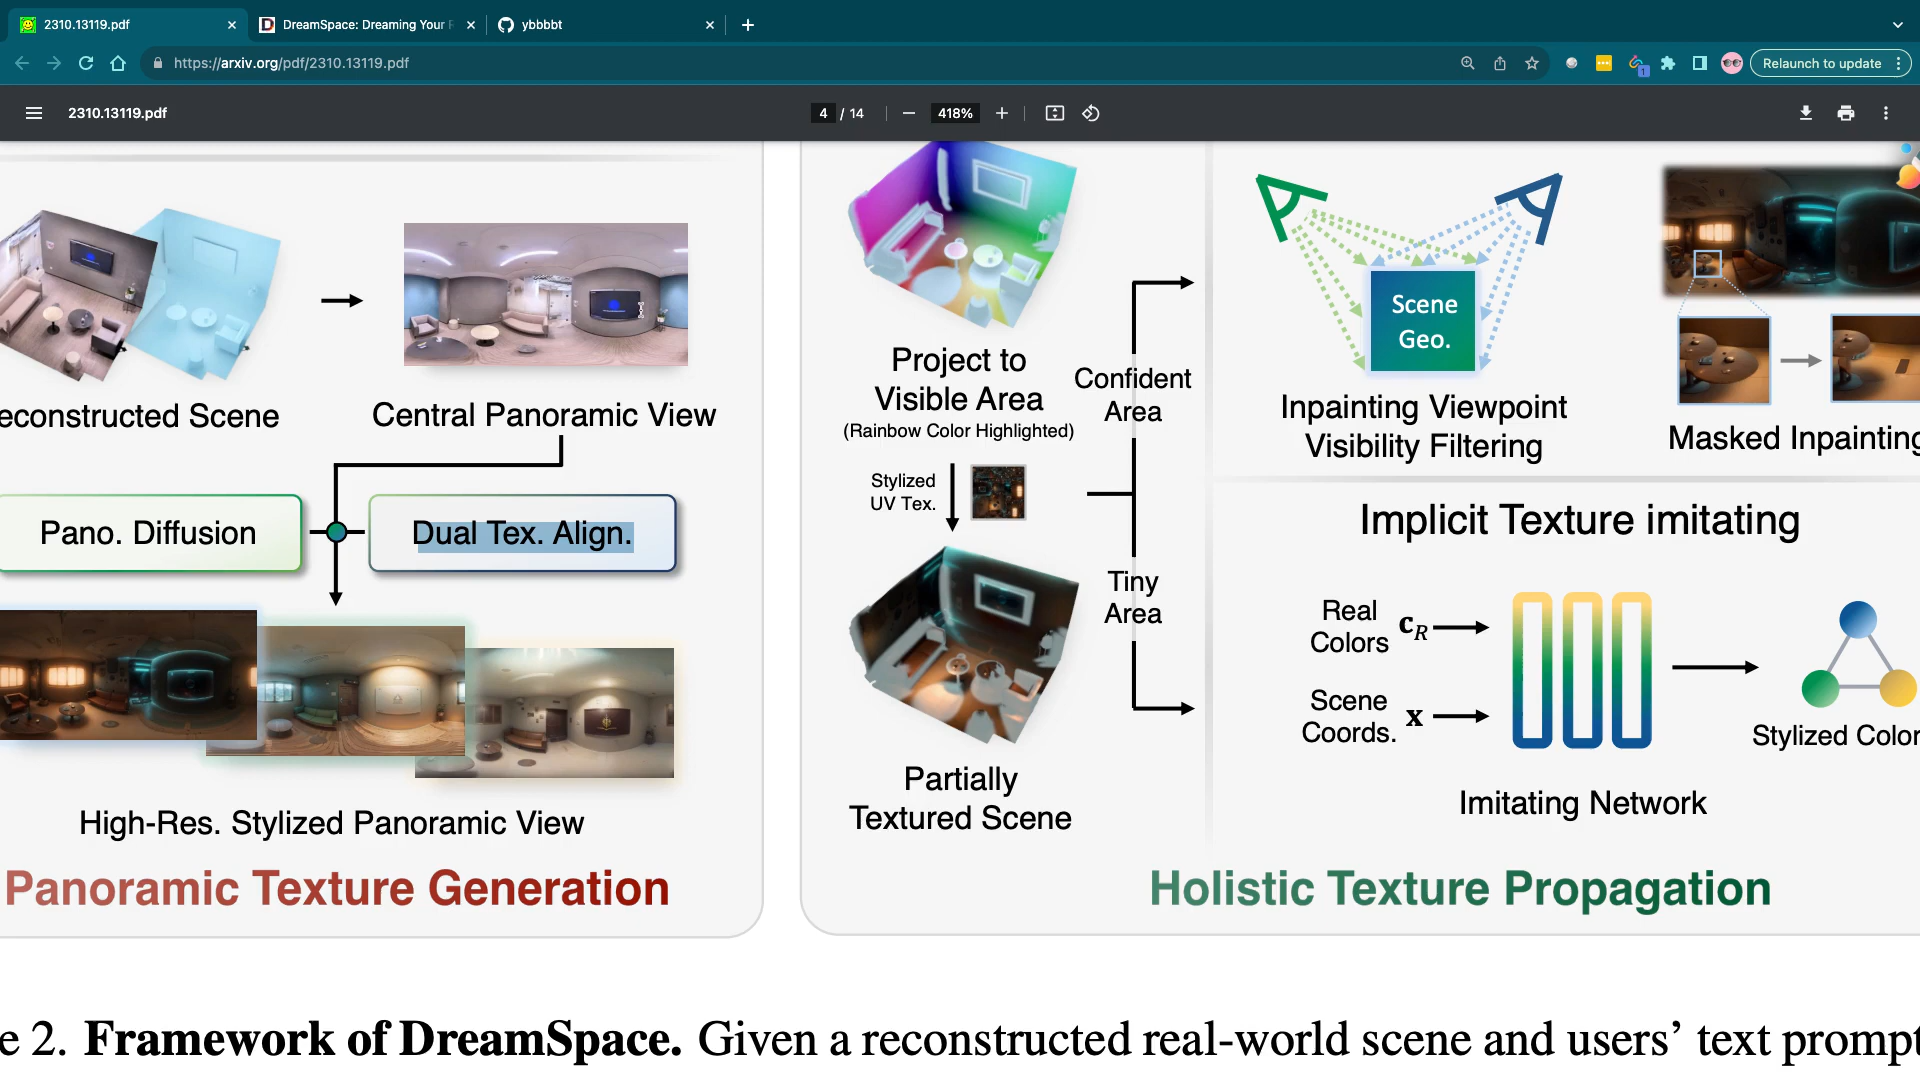 2310.13119.pdf
DreamSpace: Dreaming Your
ybbbbt
https://arxiv.org/pdf/2310.13119.pdf
1
Relaunch to update
2310.13119.pdf
4 / 14
418%
econstructed Scene
Central Panoramic View
Pano. Diffusion
Dual Tex. Align.
High-Res. Stylized Panoramic View
Panoramic Texture Generation
Project to
Visible Area
(Rainbow Color Highlighted)
Stylized
UV Tex.
Partially
Textured Scene
Confident
Area
Tiny
Area
Scene
Geo.
Inpainting Viewpoint
Visibility Filtering
Masked Inpainting
Implicit Texture imitating
Real
Colors
c_R
Scene
Coords.
x
Stylized Color
Imitating Network
Holistic Texture Propagation
e 2. Framework of DreamSpace. Given a reconstructed real-world scene and users’ text prompt